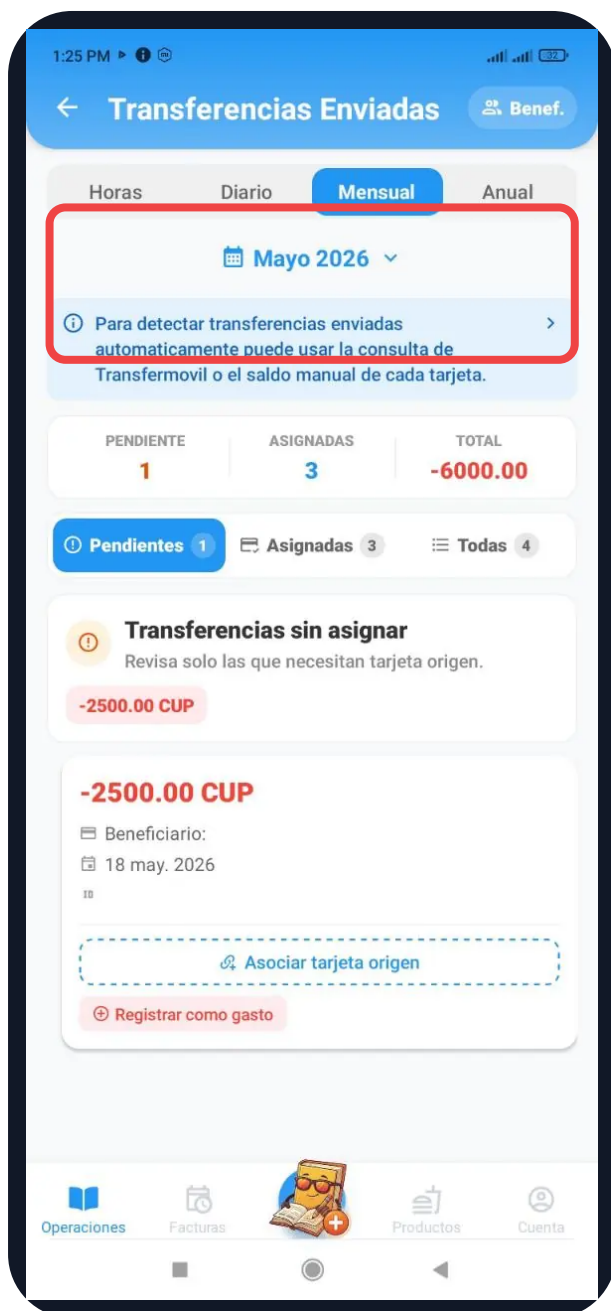 1:25 PM
32
Transferencias Enviadas
Benef.
Horas Diario Mensual Anual
Mayo 2026
Para detectar transferencias enviadas
automaticamente puede usar la consulta de
Transfermovil o el saldo manual de cada tarjeta.
PENDIENTE ASIGNADAS TOTAL
1 3 -6000.00
Pendientes 1 Asignadas 3 Todas 4
Transferencias sin asignar
Revisa solo las que necesitan tarjeta origen.
-2500.00 CUP
-2500.00 CUP
Beneficiario:
18 may. 2026
ID
Asociar tarjeta origen
Registrar como gasto
Operaciones Facturas Productos Cuenta